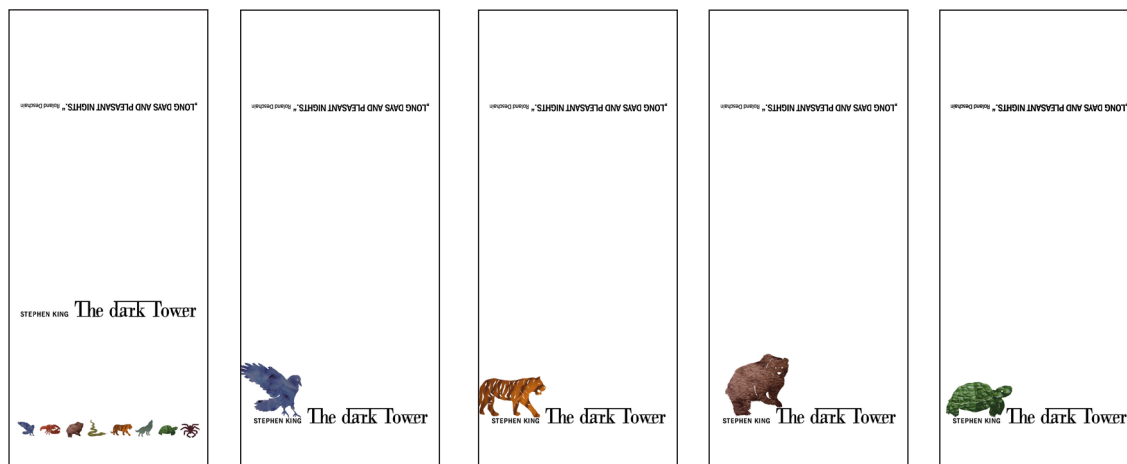 „LONG DAYS AND PLEASANT NIGHTS.“ Roland Deschain
STEPHEN KING The dark Tower
„LONG DAYS AND PLEASANT NIGHTS.“ Roland Deschain
STEPHEN KING The dark Tower
„LONG DAYS AND PLEASANT NIGHTS.“ Roland Deschain
STEPHEN KING The dark Tower
„LONG DAYS AND PLEASANT NIGHTS.“ Roland Deschain
STEPHEN KING The dark Tower
„LONG DAYS AND PLEASANT NIGHTS.“ Roland Deschain
STEPHEN KING The dark Tower